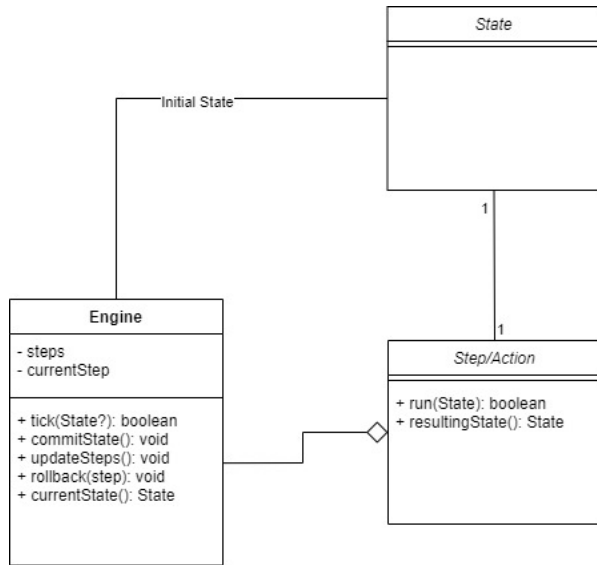 State
Initial State
1
1
Engine
- steps
- currentStep
+ tick(State?): boolean
+ commitState(): void
+ updateSteps(): void
+ rollback(step): void
+ currentState(): State
Step/Action
+ run(State): boolean
+ resultingState(): State